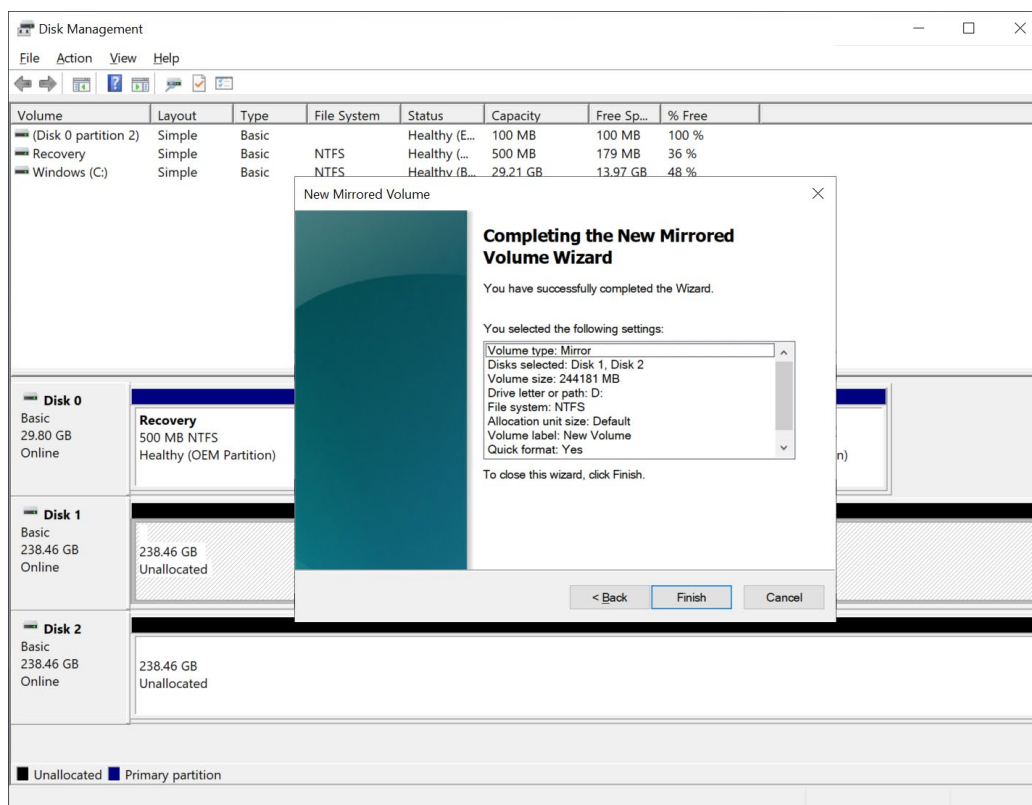 Disk Management
File Action View Help
Volume Layout Type File System Status Capacity Free Sp... % Free
(Disk 0 partition 2) Simple Basic Healthy (E... 100 MB 100 MB 100 %
Recovery Simple Basic NTFS Healthy (... 500 MB 179 MB 36 %
Windows (C:) Simple Basic NTFS Healthy (B... 29.21 GB 13.97 GB 48 %
New Mirrored Volume
Completing the New Mirrored
Volume Wizard
You have successfully completed the Wizard.
You selected the following settings:
Volume type: Mirror
Disks selected: Disk 1, Disk 2
Volume size: 244181 MB
Drive letter or path: D:
File system: NTFS
Allocation unit size: Default
Volume label: New Volume
Quick format: Yes
To close this wizard, click Finish.
< Back Finish Cancel
Disk 0
Basic
29.80 GB
Online
Recovery
500 MB NTFS
Healthy (OEM Partition)
n)
Disk 1
Basic
238.46 GB
Online
238.46 GB
Unallocated
Disk 2
Basic
238.46 GB
Online
238.46 GB
Unallocated
Unallocated Primary partition